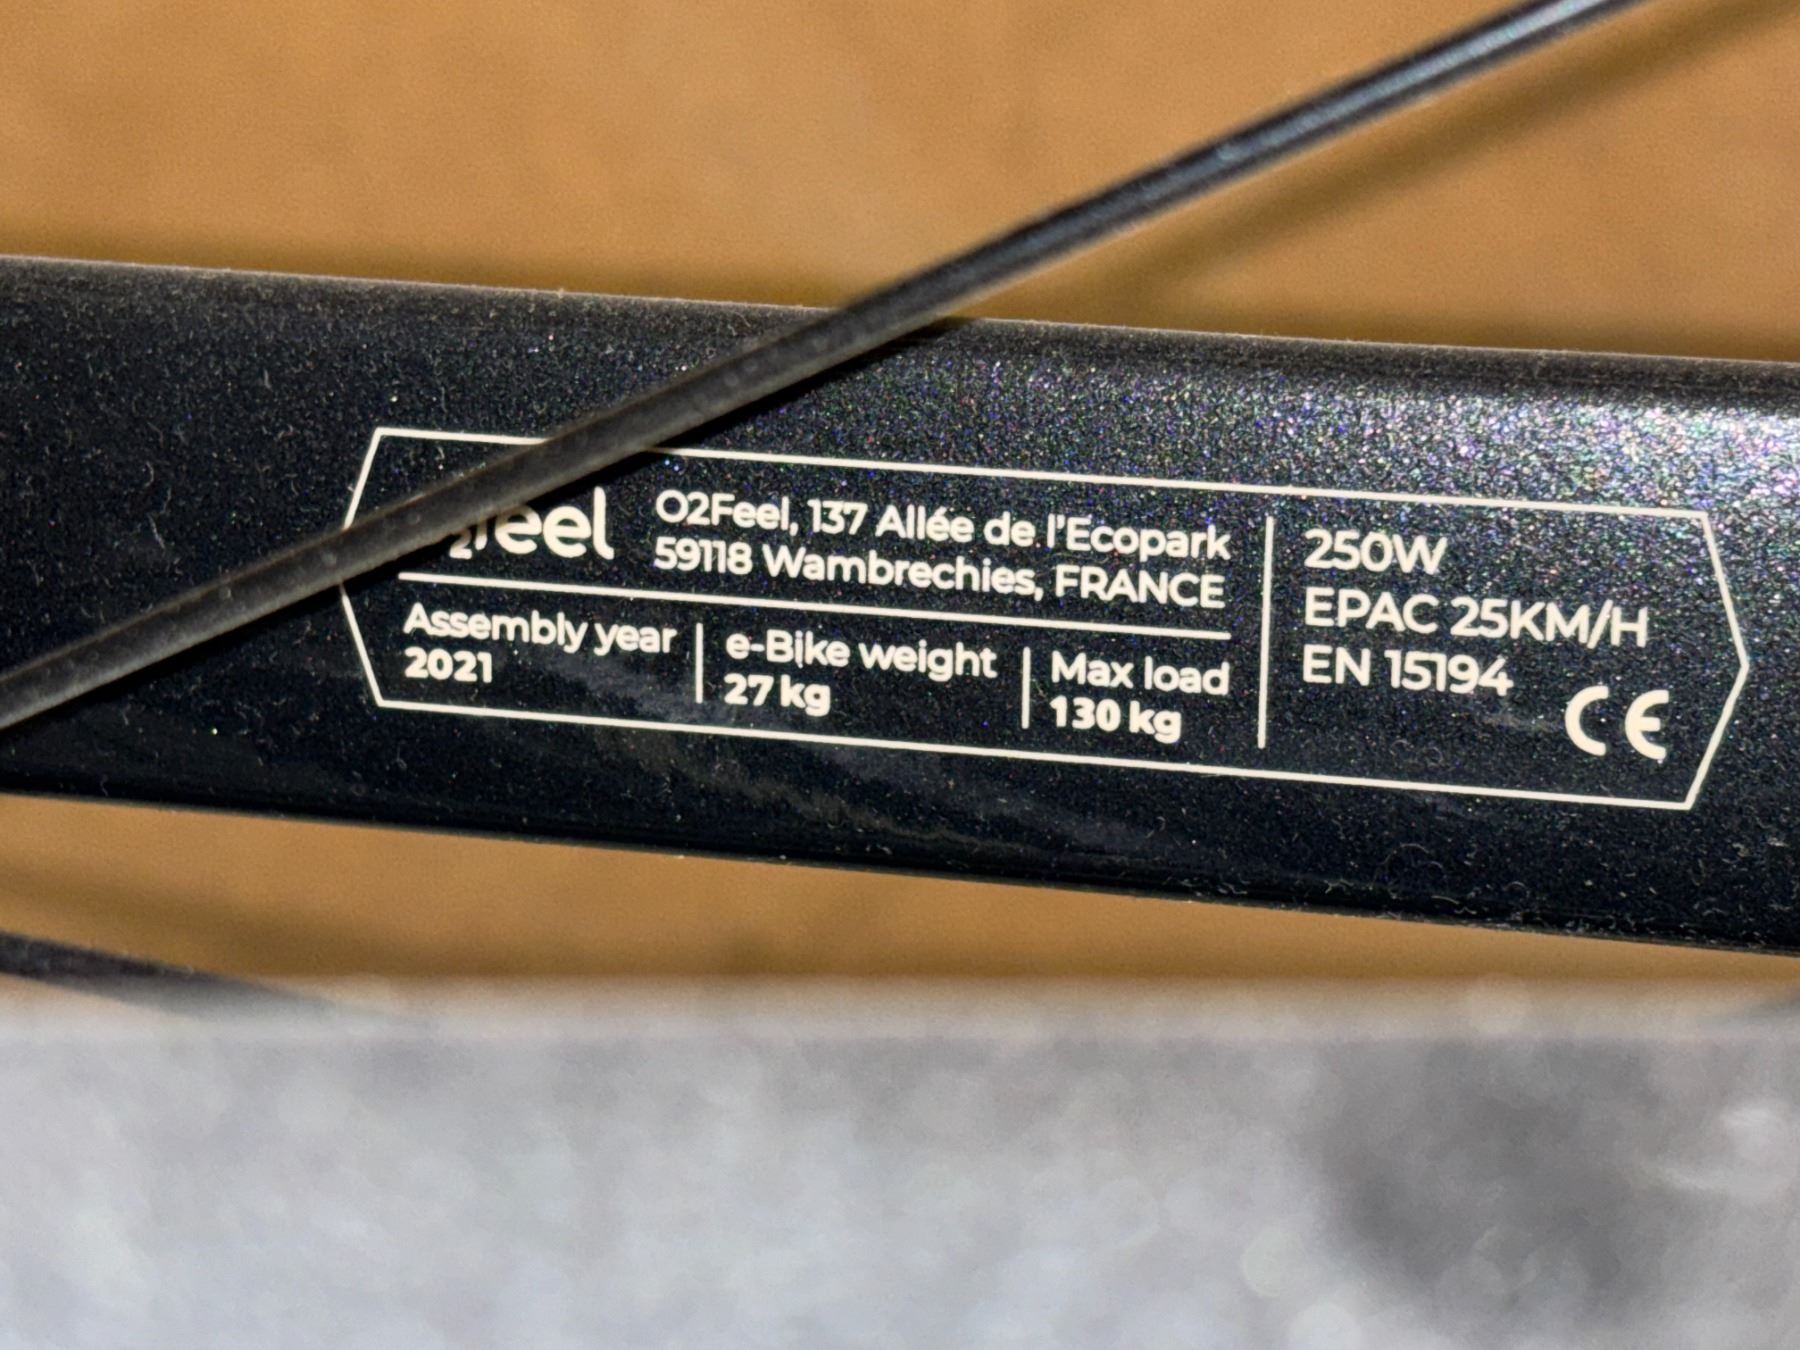 2feel
O2Feel, 137 Allée de l'Ecopark
59118 Wambrechies, FRANCE
Assembly year
2021
e-Bike weight
27 kg
Max load
130 kg
250W
EPAC 25KM/H
EN 15194
CE